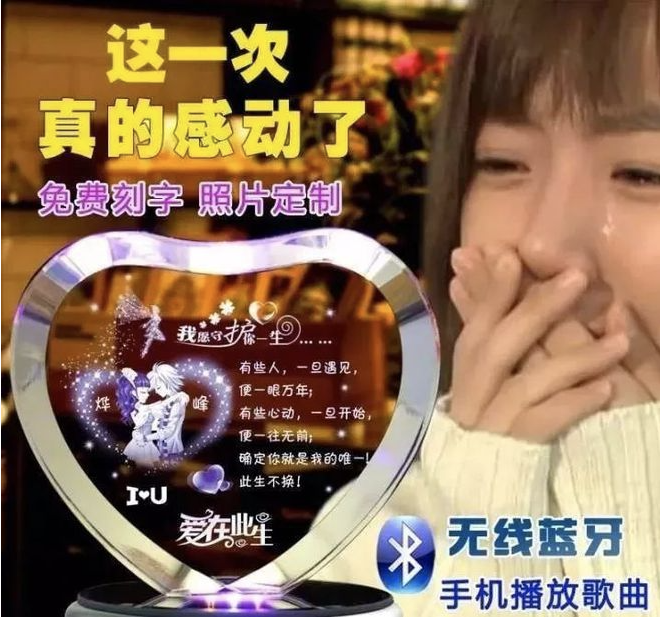 这一次
真的感动了
免费刻字 照片定制
我愿守护你一生……
有些人，一旦遇见，
便一眼万年；
有些心动，一旦开始，
便一往无前；
确定你就是我的唯一！
此生不换！
烨 峰
I♥U
爱在此生
无线蓝牙
手机播放歌曲